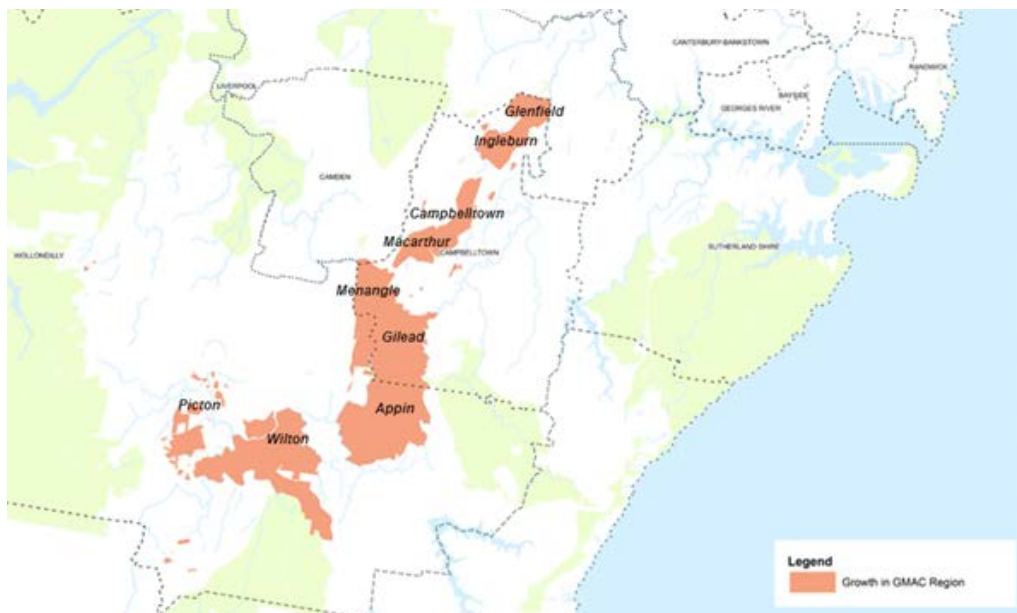 CANTERBURY-BANKSTOWN
RANDWICK
LIVERPOOL
BAYSIDE
GEORGES RIVER
Glenfield
Ingleburn
CAMDEN
Campbelltown
Macarthur
CAMPBELLTOWN
SUTHERLAND SHIRE
WOLLONDILLY
Menangle
Gilead
Picton
Appin
Wilton
Legend
Growth in GMAC Region